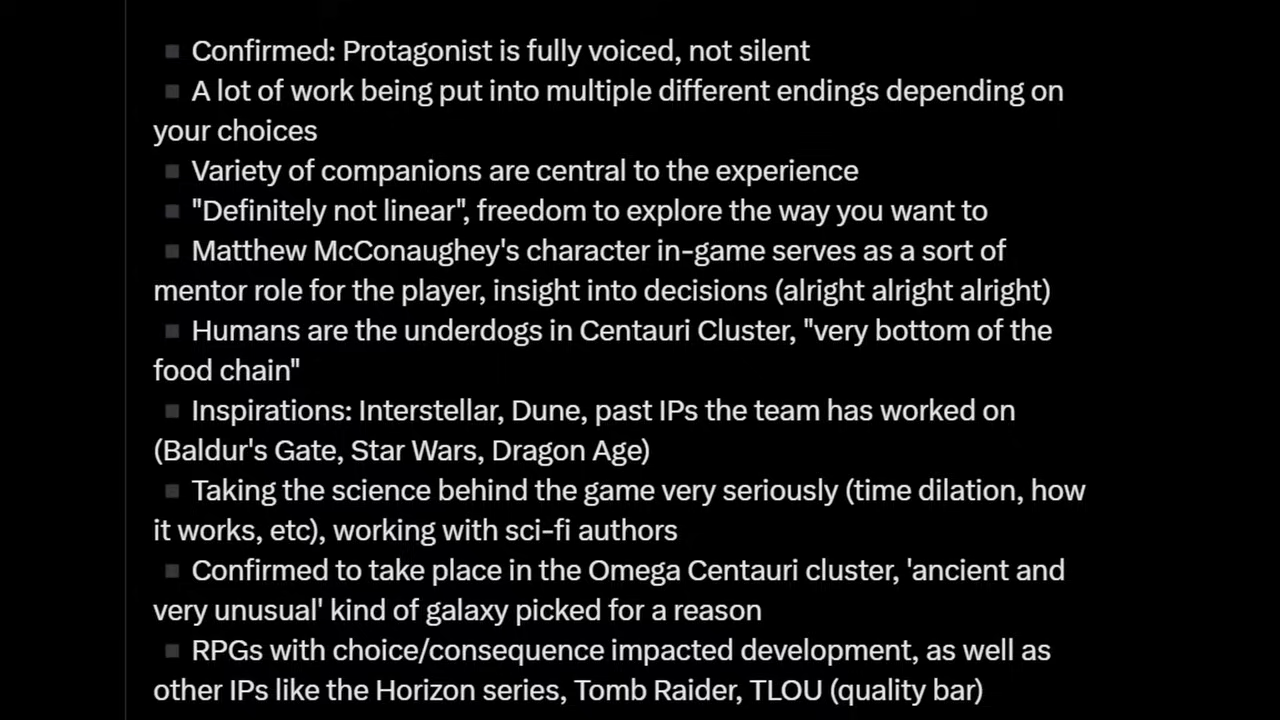 ▪ Confirmed: Protagonist is fully voiced, not silent
▪ A lot of work being put into multiple different endings depending on
your choices
▪ Variety of companions are central to the experience
▪ "Definitely not linear", freedom to explore the way you want to
▪ Matthew McConaughey's character in-game serves as a sort of
mentor role for the player, insight into decisions (alright alright alright)
▪ Humans are the underdogs in Centauri Cluster, "very bottom of the
food chain"
▪ Inspirations: Interstellar, Dune, past IPs the team has worked on
(Baldur's Gate, Star Wars, Dragon Age)
▪ Taking the science behind the game very seriously (time dilation, how
it works, etc), working with sci-fi authors
▪ Confirmed to take place in the Omega Centauri cluster, 'ancient and
very unusual' kind of galaxy picked for a reason
▪ RPGs with choice/consequence impacted development, as well as
other IPs like the Horizon series, Tomb Raider, TLOU (quality bar)